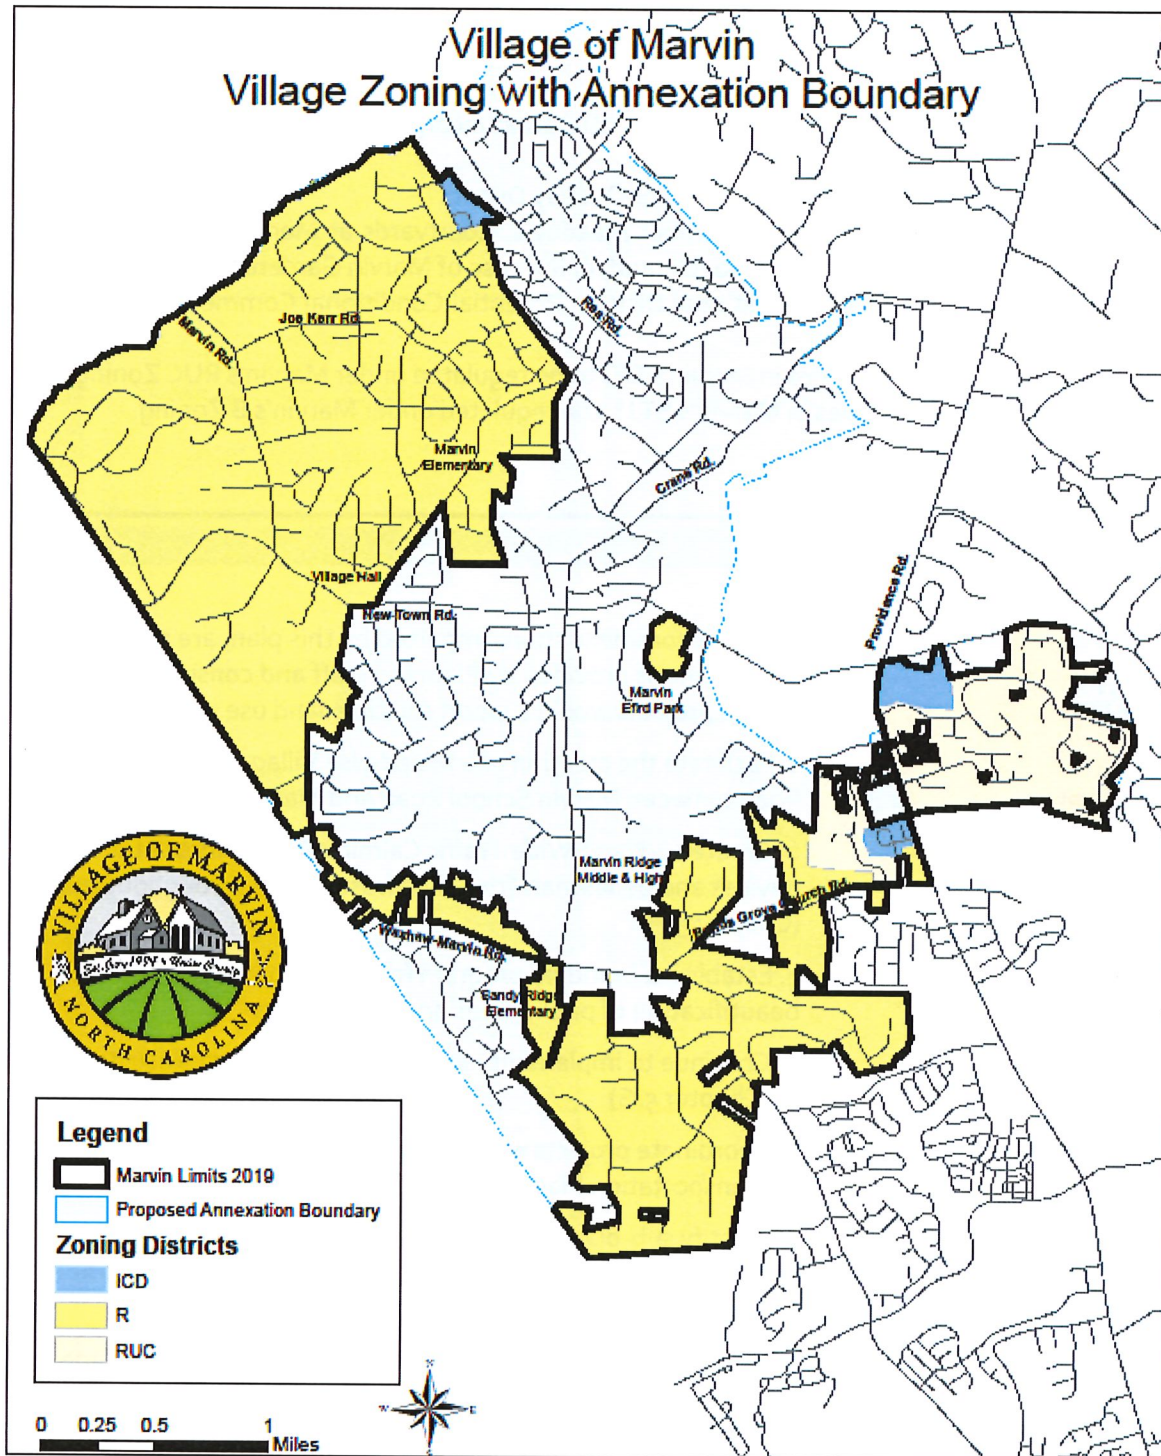 Village of Marvin
Village Zoning with Annexation Boundary
Rea Rd.
Joe Kerr Rd.
Marvin Rd.
Marvin
Elementary
Crane Rd.
Village Hall
New Town Rd.
Providence Rd.
Marvin
Efird Park
Marvin Ridge
Middle & High
Church Rd.
Waxhaw-Marvin Rd.
Sandy Ridge
Elementary
VILLAGE OF MARVIN
NORTH CAROLINA
Legend
Marvin Limits 2019
Proposed Annexation Boundary
Zoning Districts
ICD
R
RUC
N
W
E
S
0 0.25 0.5 1
Miles